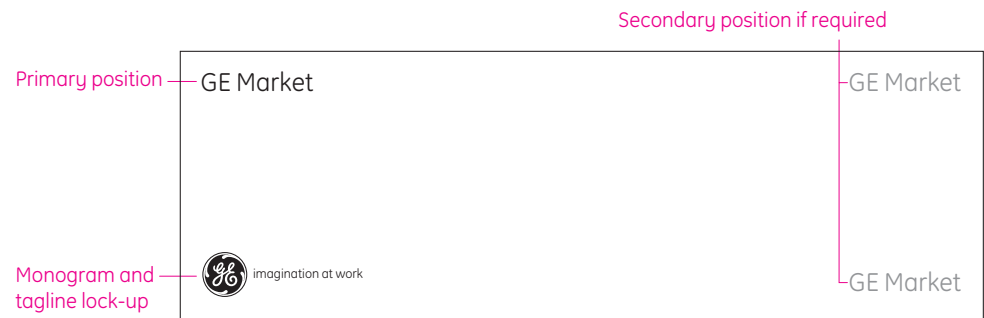 Secondary position if required
Primary position
GE Market
GE Market
GE
imagination at work
Monogram and
tagline lock-up
GE Market